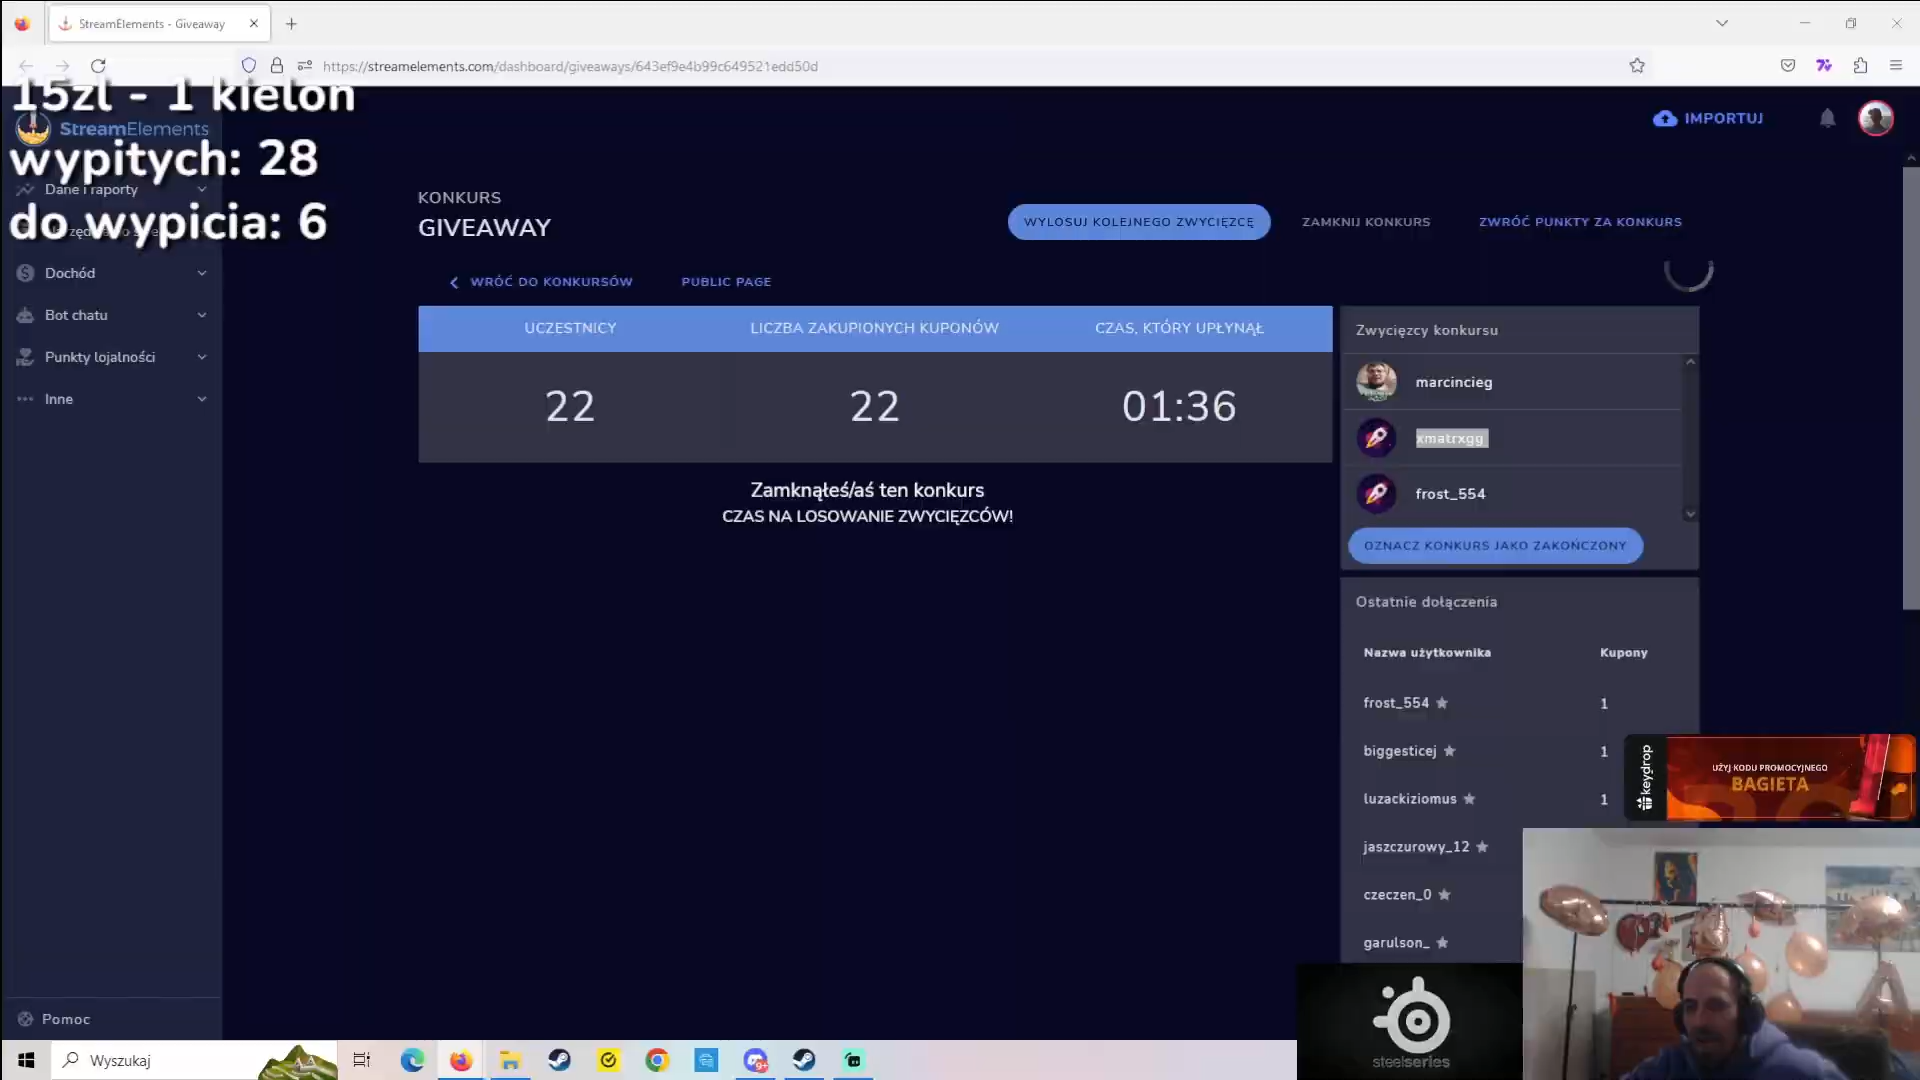 StreamElements - Giveaway
https://streamelements.com/dashboard/giveaways/643ef9e4b99c649521edd50d
15zl - 1 kielon
StreamElements
wypitych: 28
Dane i raporty
do wypicia: 6
Dochód
Bot chatu
Punkty lojalności
Inne
Pomoc
IMPORTUJ
KONKURS
GIVEAWAY
WYLOSUJ KOLEJNEGO ZWYCIĘZCĘ
ZAMKNIJ KONKURS
ZWRÓĆ PUNKTY ZA KONKURS
WRÓĆ DO KONKURSÓW
PUBLIC PAGE
UCZESTNICY
LICZBA ZAKUPIONYCH KUPONÓW
CZAS, KTÓRY UPŁYNĄŁ
22
22
01:36
Zamknąłeś/aś ten konkurs
CZAS NA LOSOWANIE ZWYCIĘZCÓW!
Zwycięzcy konkursu
marcincieg
xmatrxgg
frost_554
OZNACZ KONKURS JAKO ZAKOŃCZONY
Ostatnie dołączenia
Nazwa użytkownika
Kupony
frost_554
1
biggesticej
1
luzackiziomus
1
jaszczurowy_12
czeczen_0
garulson_
keydrop
UŻYJ KODU PROMOCYJNEGO
BAGIETA
steelseries
Wyszukaj
9+